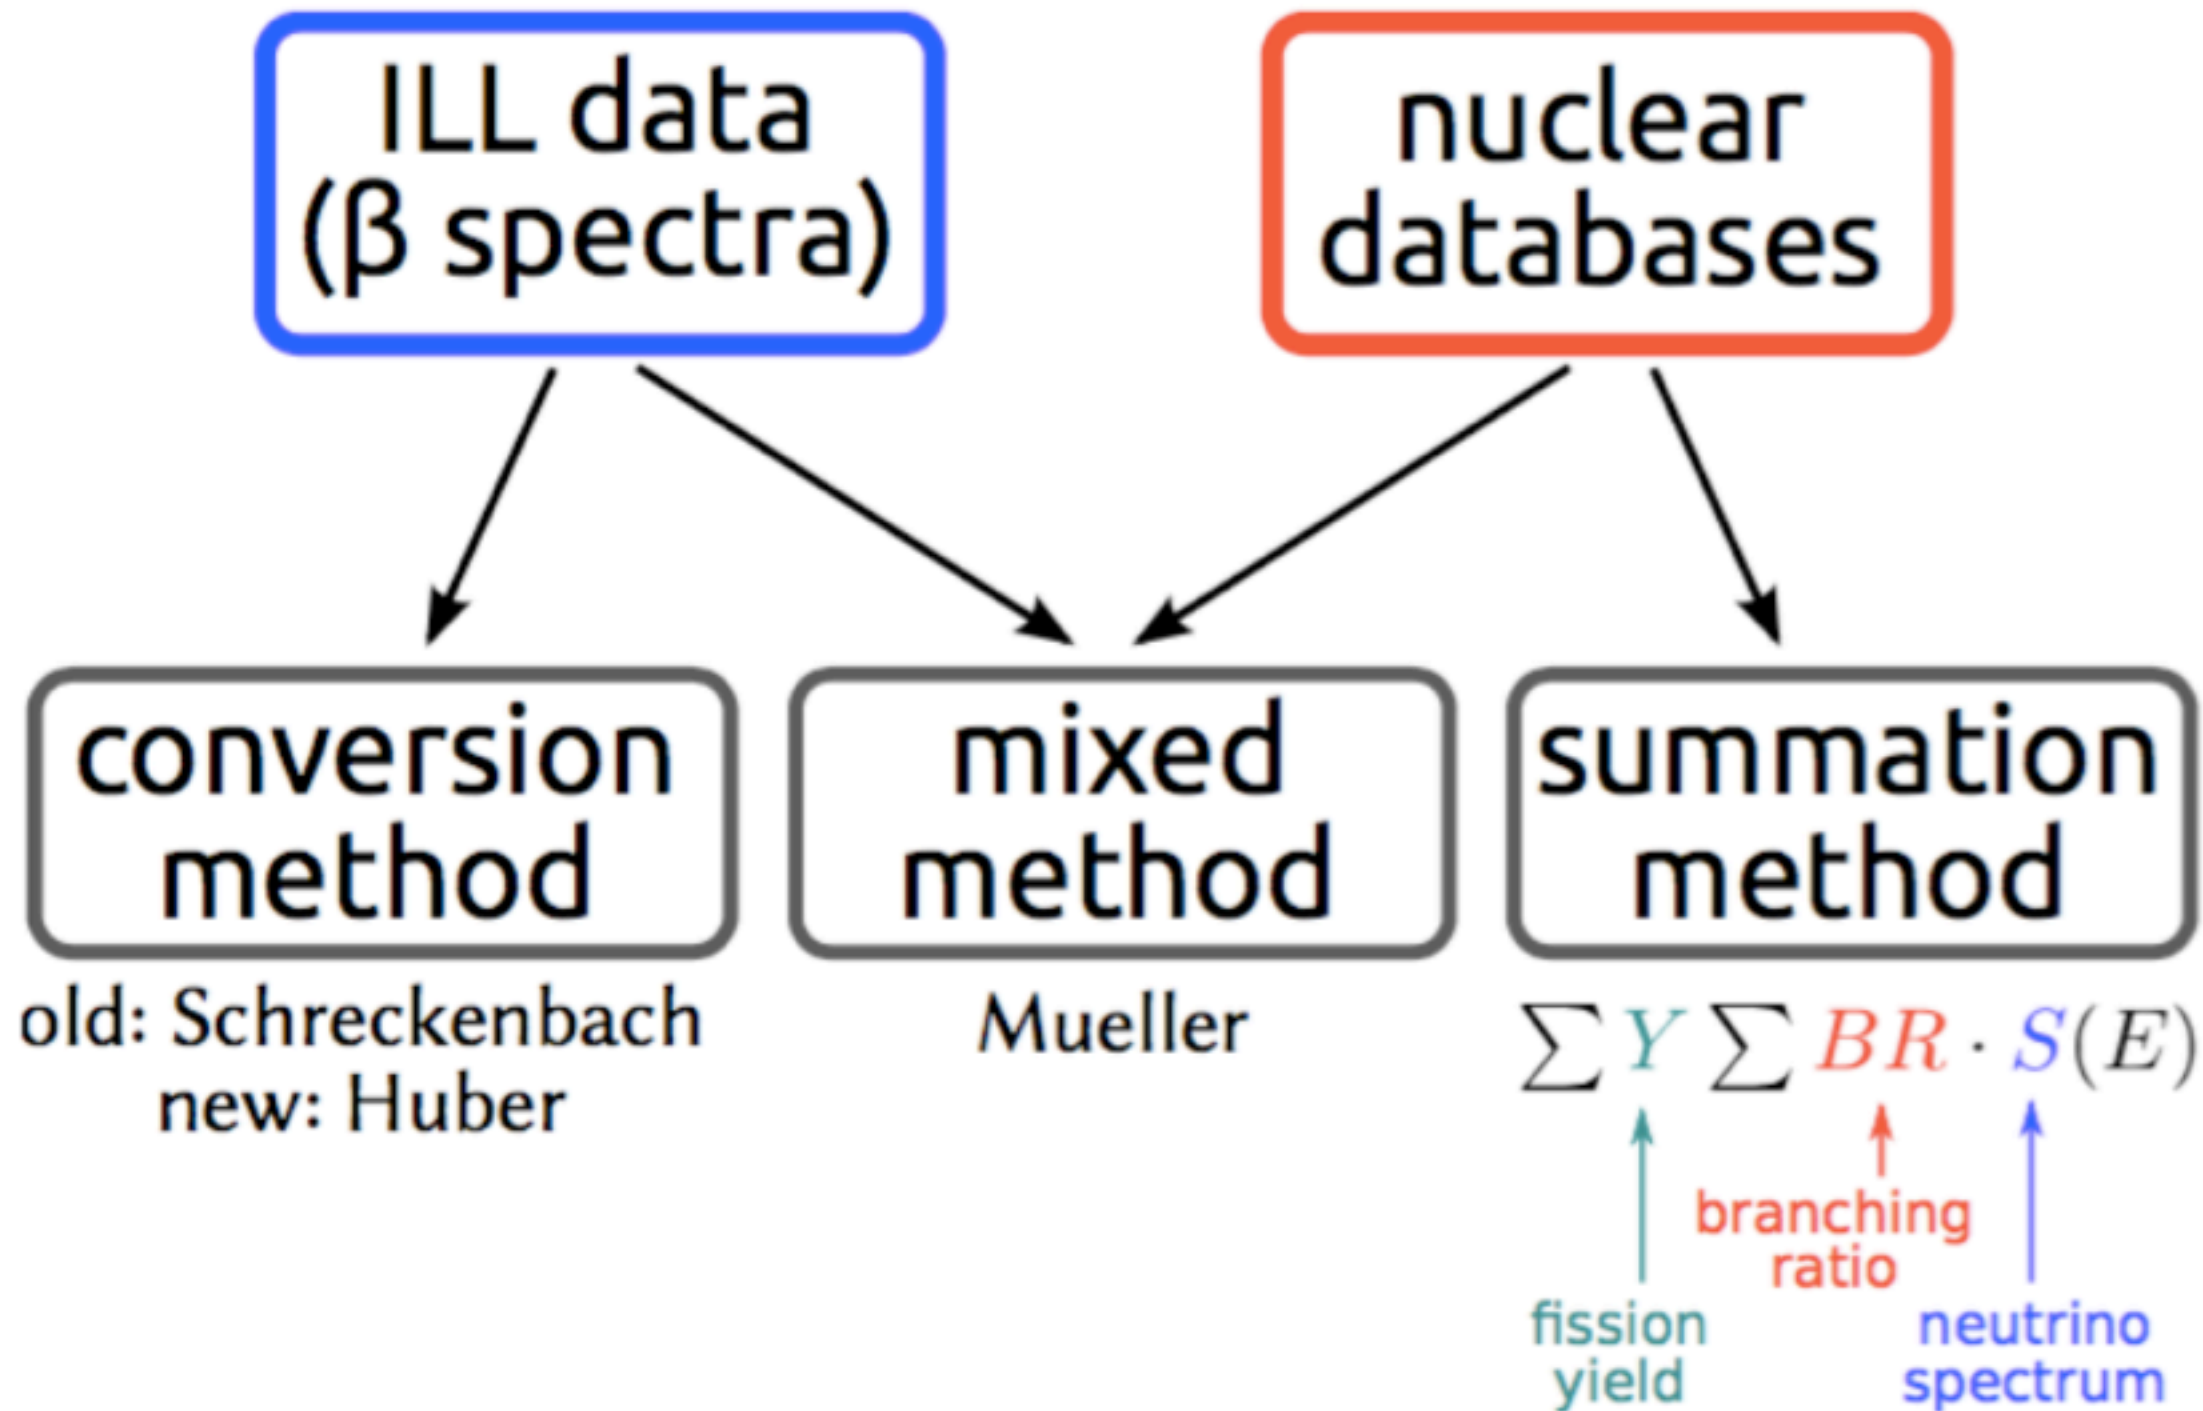 ILL data
(β spectra)
nuclear
databases
conversion
method
mixed
method
summation
method
old: Schreckenbach
new: Huber
Mueller
∑ Y ∑ BR · S(E)
branching
ratio
fission
yield
neutrino
spectrum